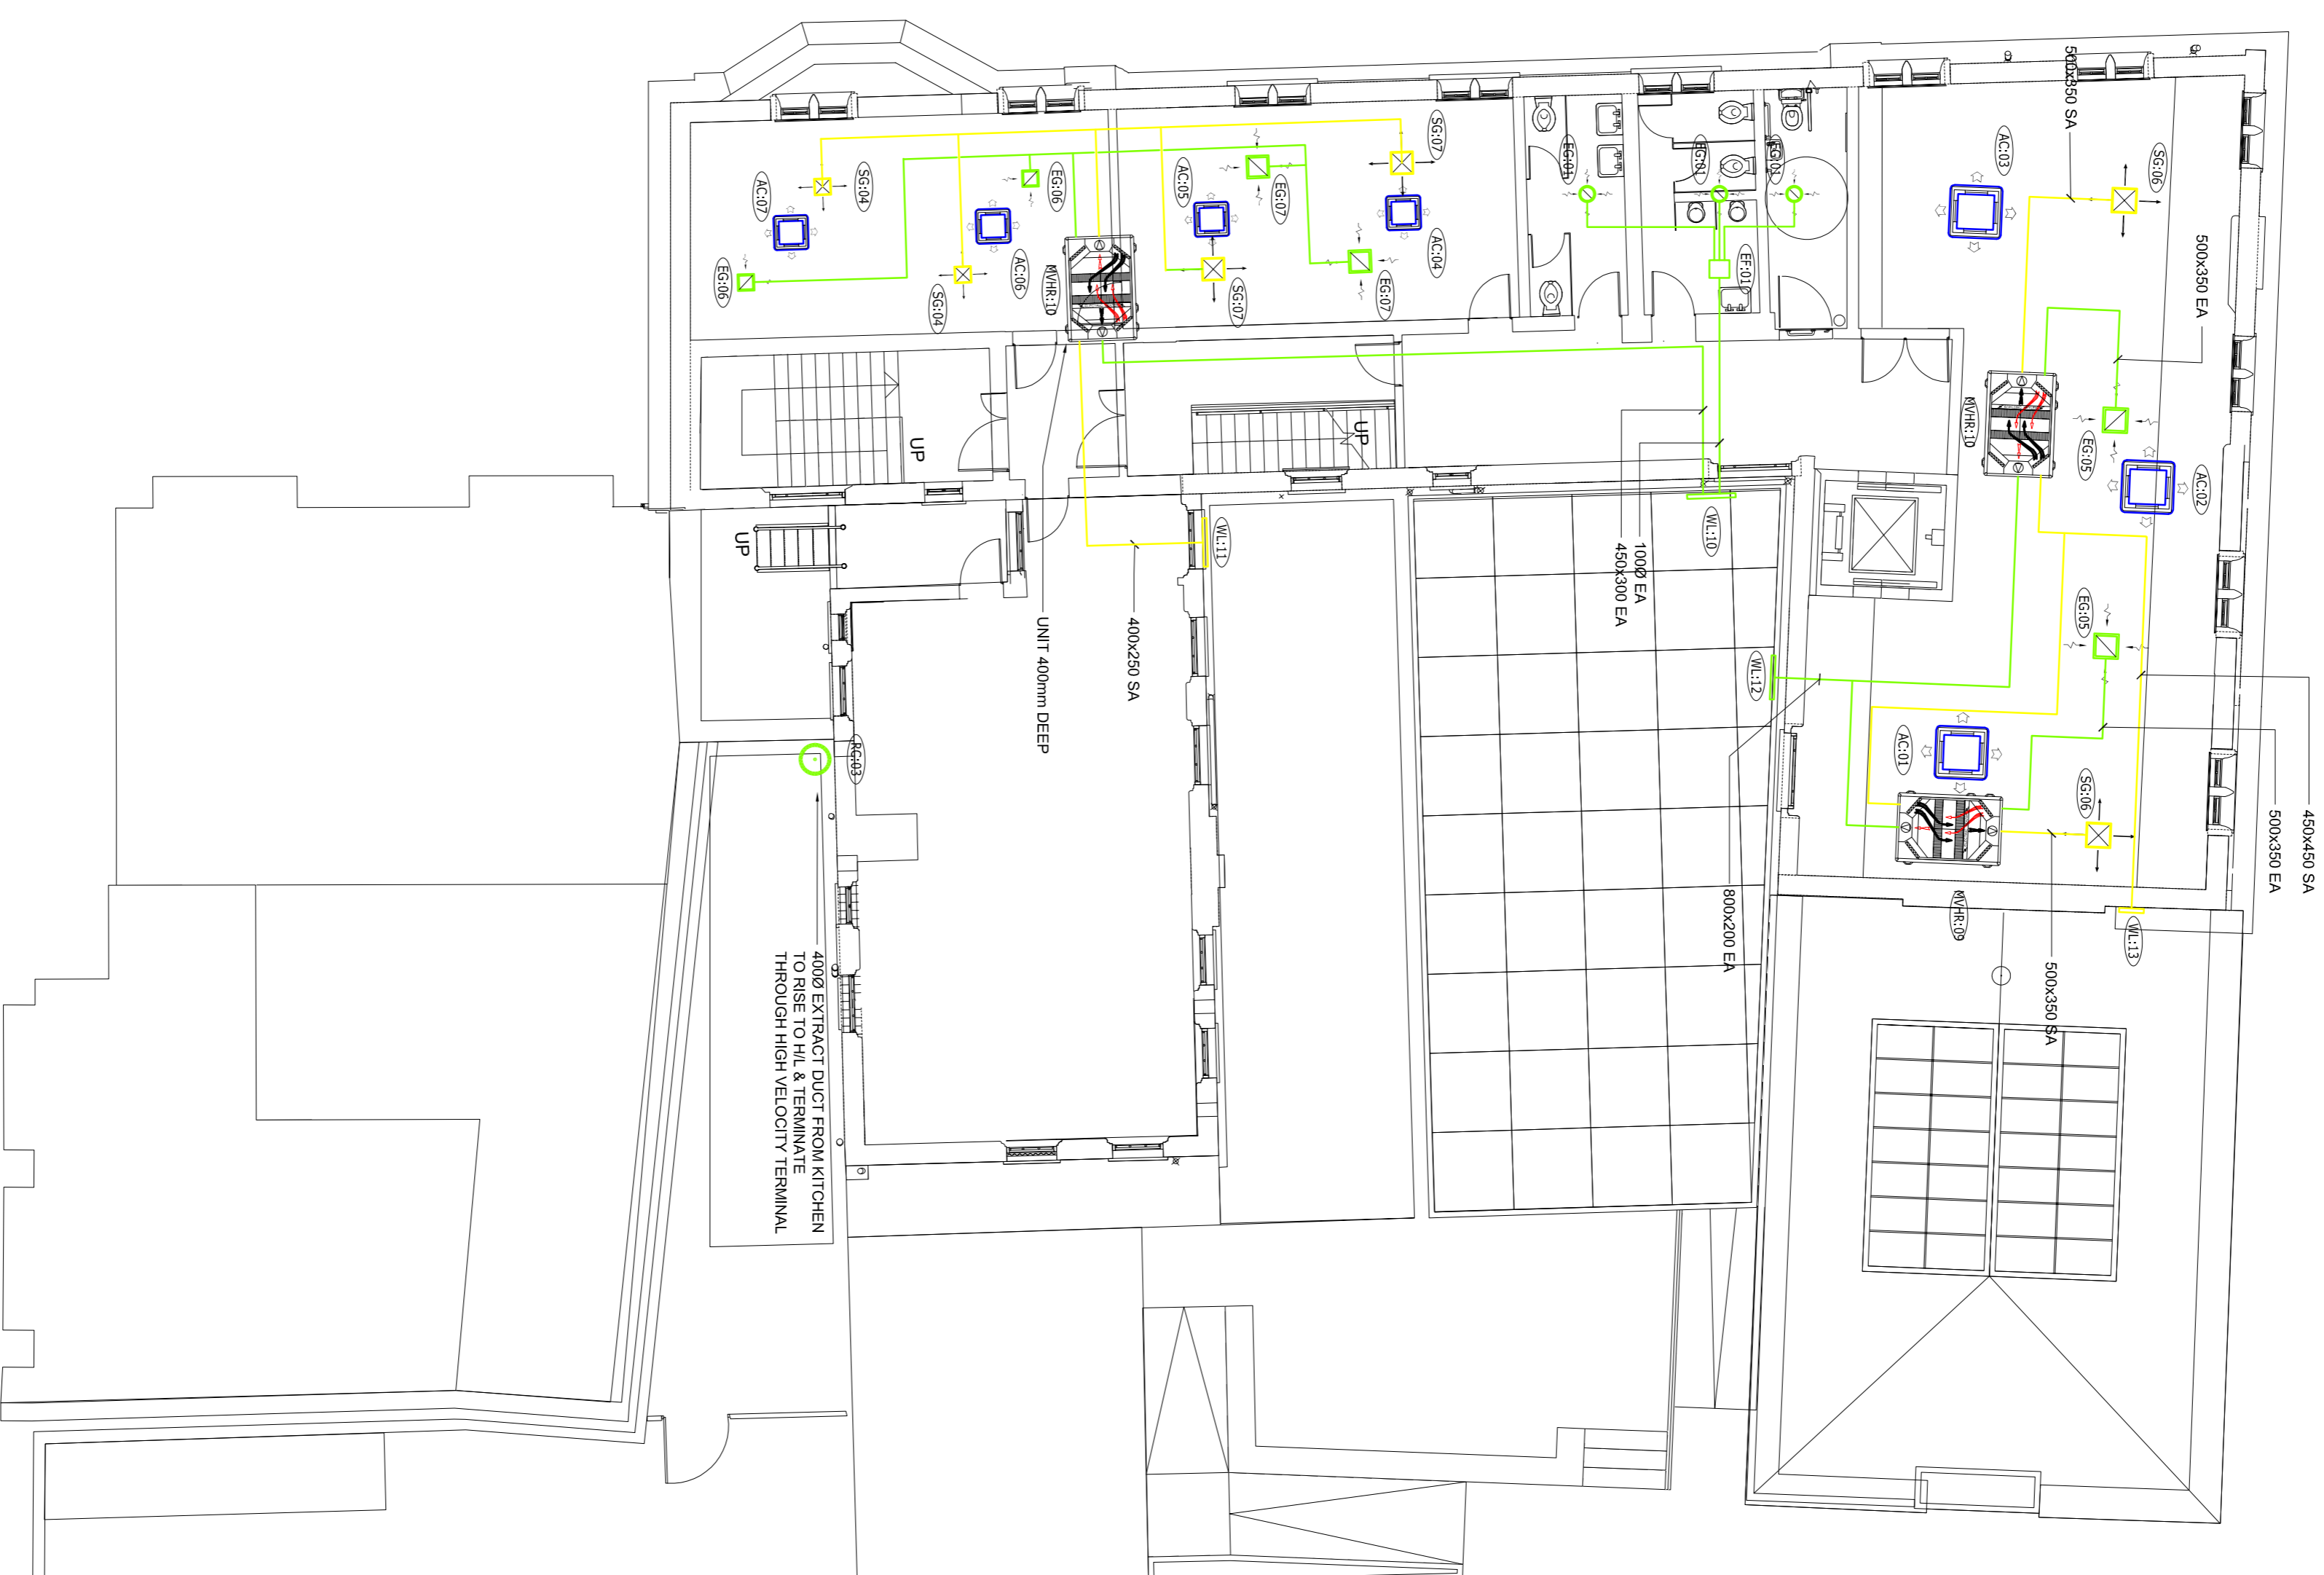 500x350 SA
AC:03
SG:06
500x350 EA
MVHR:10
EG:05
AC:02
EG:05
450x450 SA
500x350 EA
AC:01
SG:06
MVHR:09
WL:13
500x350 SA
WL:12
800x200 EA
EG:01
EG:01
EG:01
EF:01
WL:10
100Ø EA
450x300 EA
SG:07
AC:04
EG:07
EG:07
AC:05
SG:07
EG:06
AC:06
MVHR:10
SG:04
AC:07
SG:04
EG:06
UP
UP
UP
WL:11
400x250 SA
UNIT 400mm DEEP
RC:03
400Ø EXTRACT DUCT FROM KITCHEN
TO RISE TO H/L & TERMINATE
THROUGH HIGH VELOCITY TERMINAL